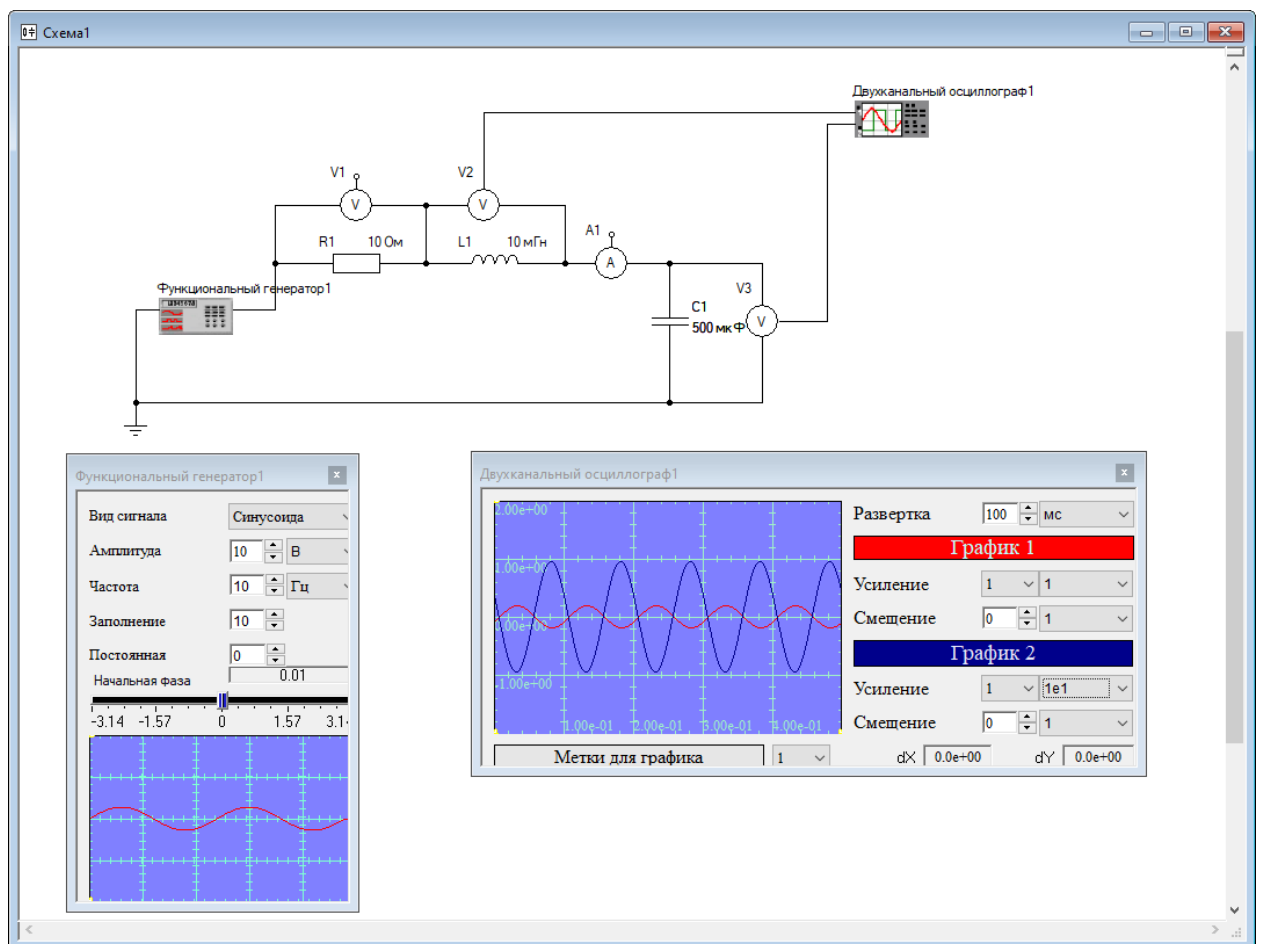 Схема1
Двухканальный осциллограф1
V1
V2
V
V
R1 10 Ом
L1 10 мГн
A1
A
Функциональный генератор1
V3
C1
500 мкФ
V
Функциональный генератор1
Вид сигнала Синусоида
Амплитуда 10 В
Частота 10 Гц
Заполнение 10
Постоянная 0
Начальная фаза 0.01
-3.14 -1.57 0 1.57 3.1
Двухканальный осциллограф1
2.00e+00
1.00e+00
-1.00e+00
1.00e-01 2.00e-01 3.00e-01 4.00e-01
Развертка 100 мс
График 1
Усиление 1 1
Смещение 0 1
График 2
Усиление 1 1e1
Смещение 0 1
Метки для графика 1 dX 0.0e+00 dY 0.0e+00